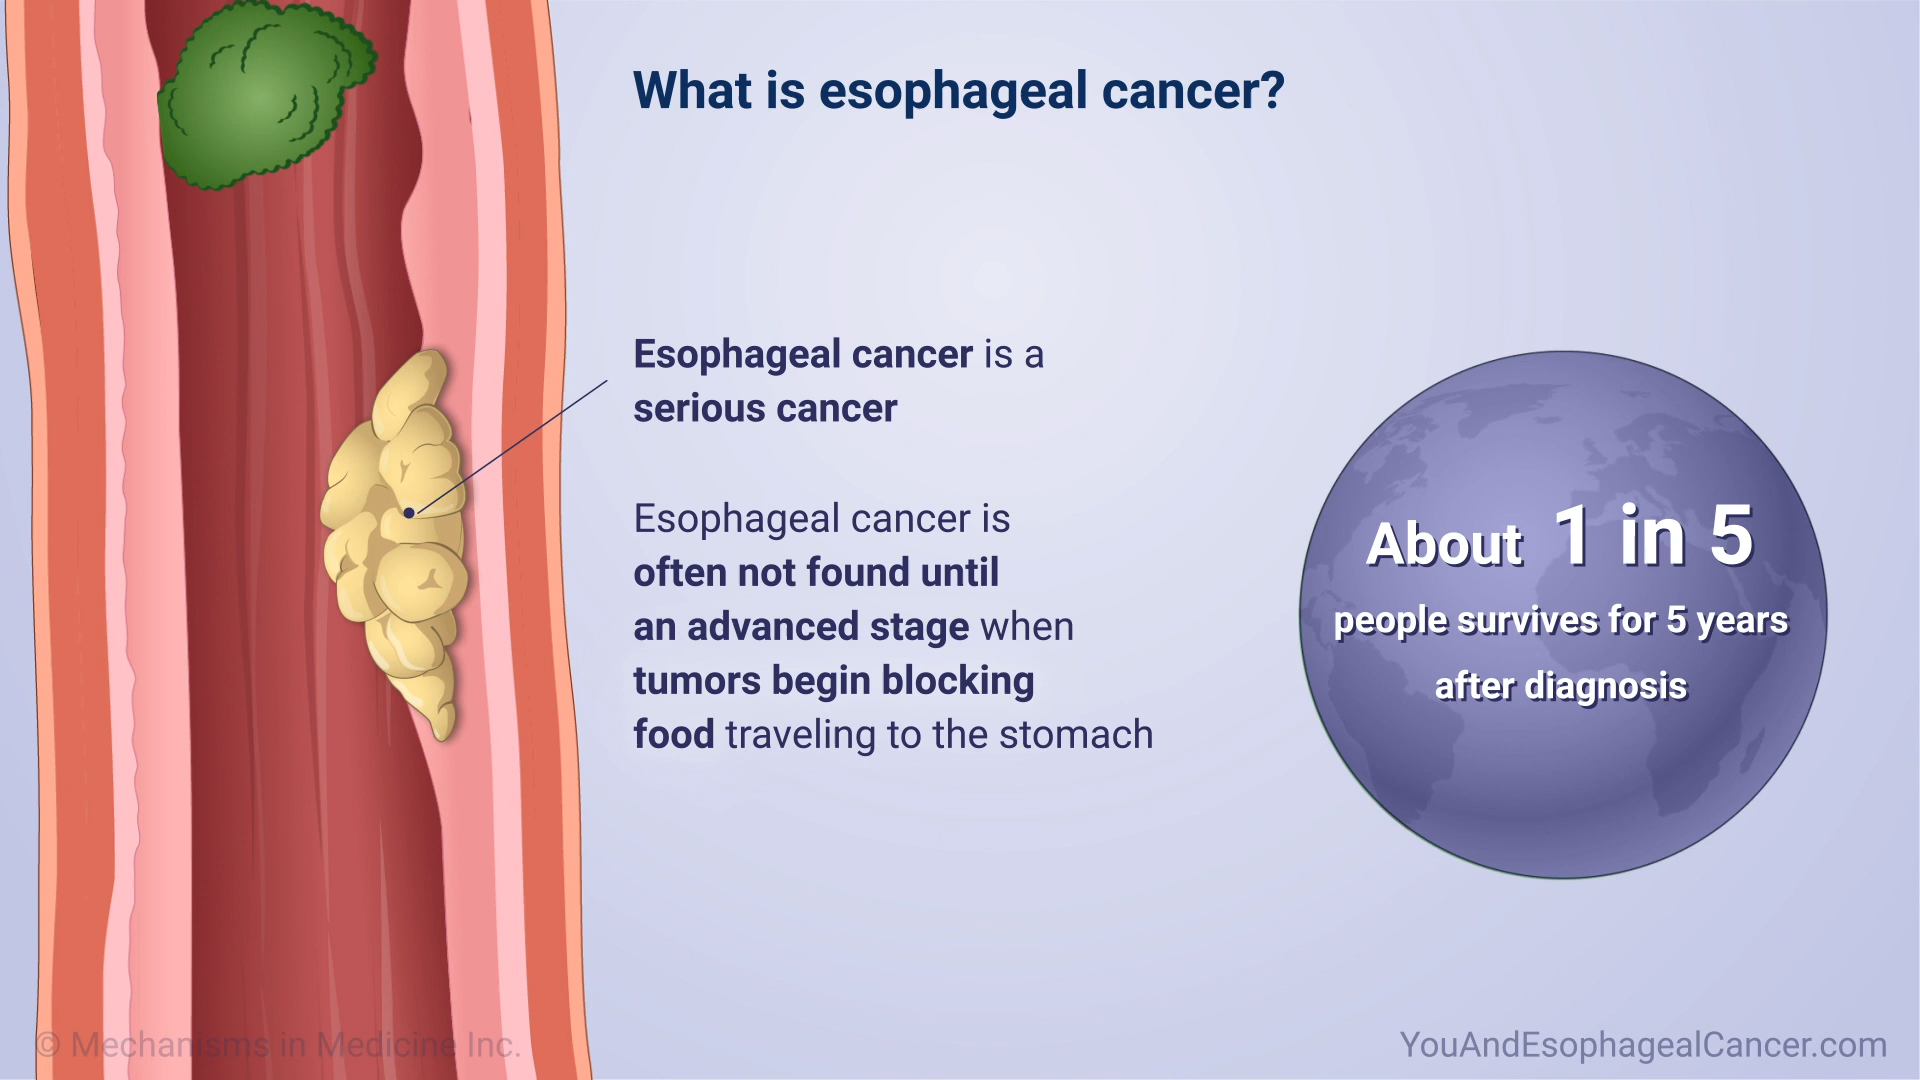 What is esophageal cancer?
Esophageal cancer is a
serious cancer
Esophageal cancer is
often not found until
an advanced stage when
tumors begin blocking
food traveling to the stomach
About 1 in 5
people survives for 5 years
after diagnosis
© Mechanisms in Medicine Inc.
YouAndEsophagealCancer.com